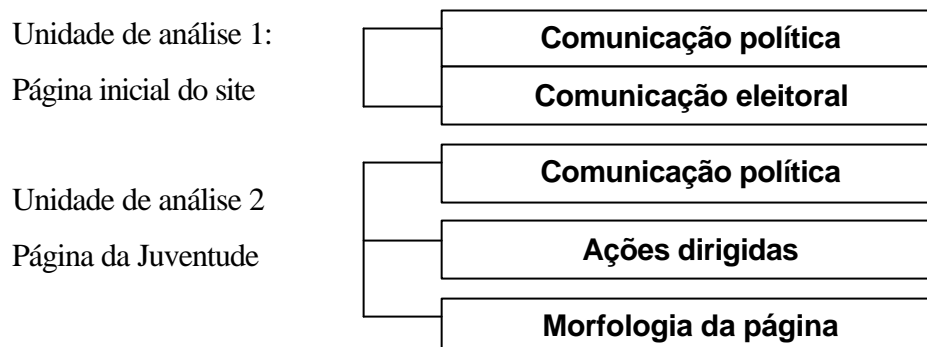 Unidade de análise 1:
Página inicial do site
Comunicação política
Comunicação eleitoral
Unidade de análise 2
Página da Juventude
Comunicação política
Ações dirigidas
Morfologia da página